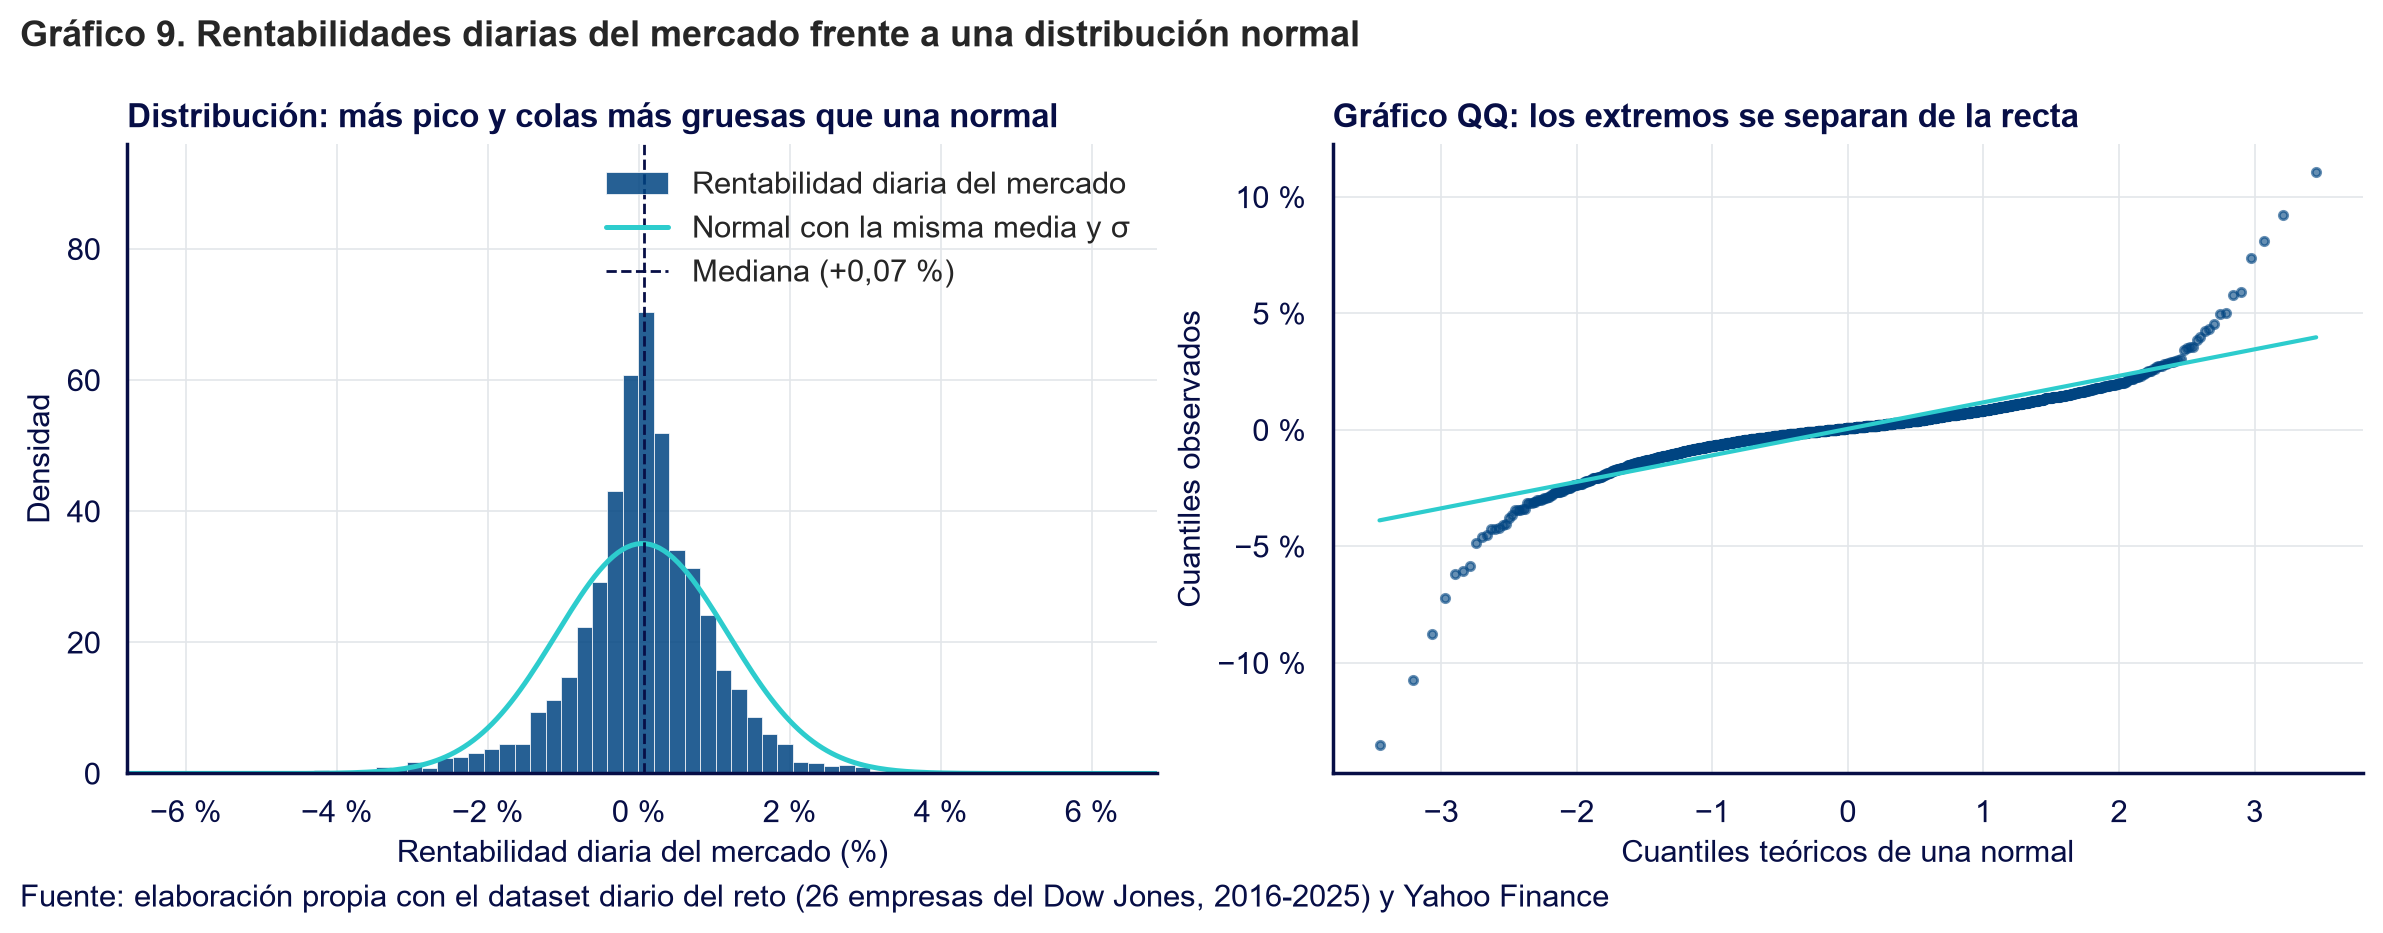 Gráfico 9. Rentabilidades diarias del mercado frente a una distribución normal
Distribución: más pico y colas más gruesas que una normal
Rentabilidad diaria del mercado
Normal con la misma media y σ
Mediana (+0,07 %)
Densidad
80
60
40
20
0
−6 %
−4 %
−2 %
0 %
2 %
4 %
6 %
Rentabilidad diaria del mercado (%)
Gráfico QQ: los extremos se separan de la recta
Cuantiles observados
10 %
5 %
0 %
−5 %
−10 %
−3
−2
−1
0
1
2
3
Cuantiles teóricos de una normal
Fuente: elaboración propia con el dataset diario del reto (26 empresas del Dow Jones, 2016-2025) y Yahoo Finance